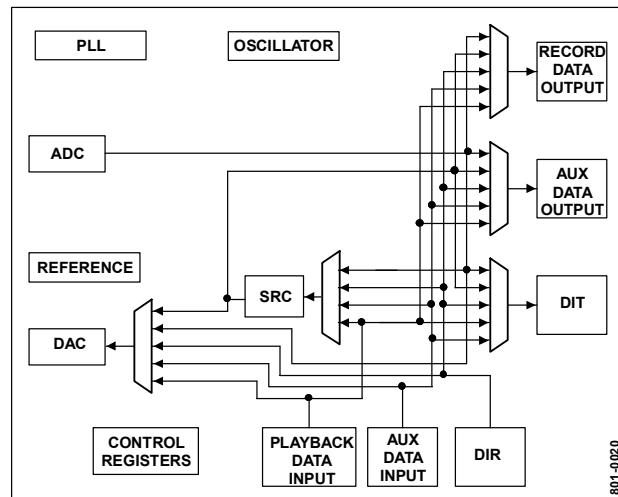 PLL
OSCILLATOR
RECORD
DATA
OUTPUT
ADC
AUX
DATA
OUTPUT
REFERENCE
SRC
DIT
DAC
CONTROL
REGISTERS
PLAYBACK
DATA
INPUT
AUX
DATA
INPUT
DIR
801-0020